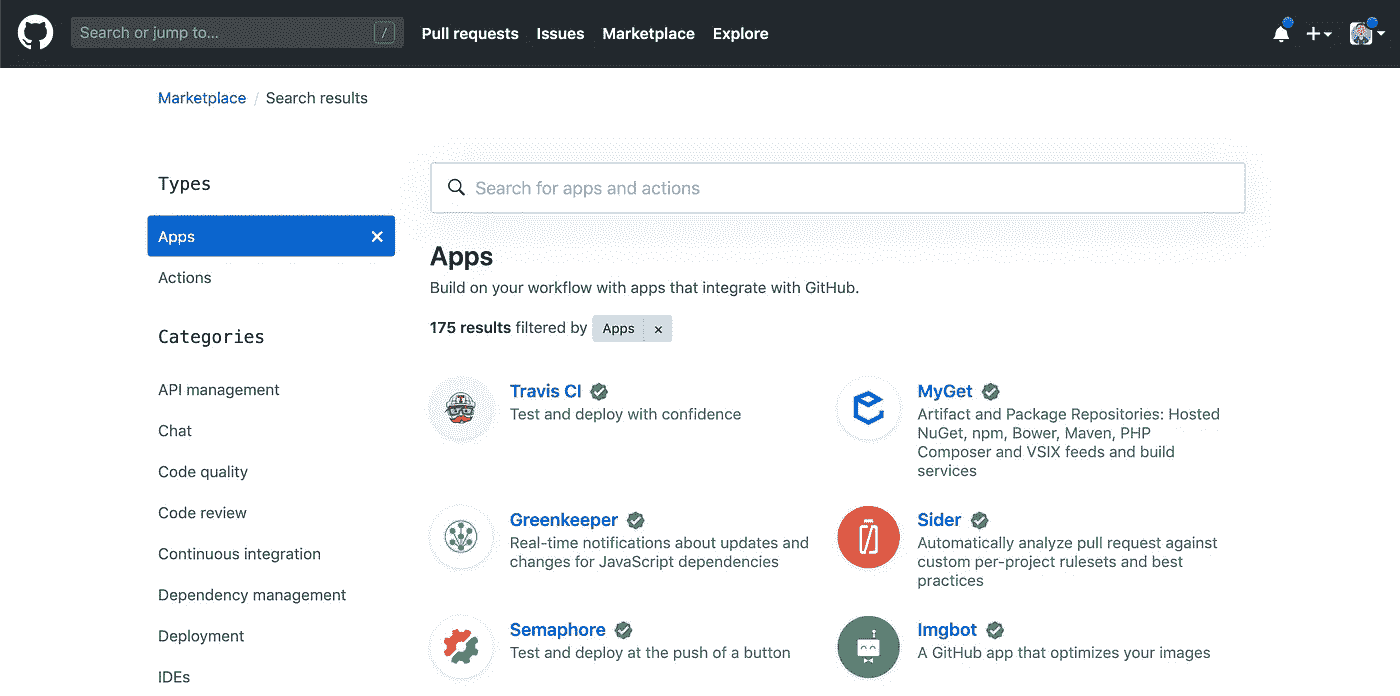 Search or jump to... /
Pull requests Issues Marketplace Explore
Marketplace / Search results
Types
Apps ×
Actions
Categories
API management
Chat
Code quality
Code review
Continuous integration
Dependency management
Deployment
IDEs
Search for apps and actions
Apps
Build on your workflow with apps that integrate with GitHub.
175 results filtered by Apps ×
Travis CI
Test and deploy with confidence
MyGet
Artifact and Package Repositories: Hosted
NuGet, npm, Bower, Maven, PHP
Composer and VSIX feeds and build
services
Greenkeeper
Real-time notifications about updates and
changes for JavaScript dependencies
Sider
Automatically analyze pull request against
custom per-project rulesets and best
practices
Semaphore
Test and deploy at the push of a button
Imgbot
A GitHub app that optimizes your images